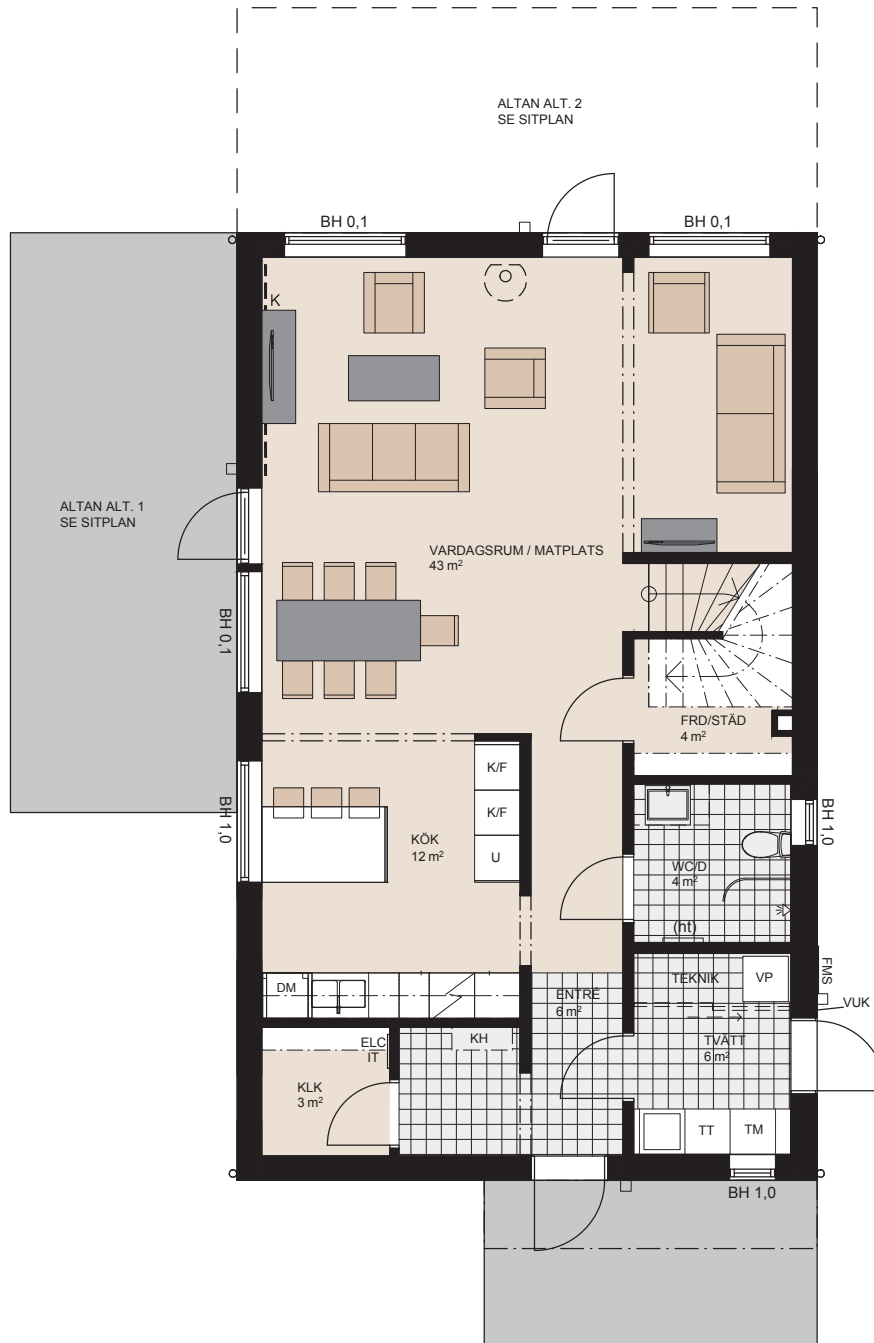 ALTAN ALT. 2
SE SITPLAN
BH 0,1
BH 0,1
K
ALTAN ALT. 1
SE SITPLAN
VARDAGSRUM / MATPLATS
43 m²
BH 0,1
FRD/STÄD
4 m²
K/F
K/F
U
BH 1,0
KÖK
12 m²
BH 1,0
WC/D
4 m²
(ht)
DM
ENTRÉ
6 m²
TEKNIK
VP
FMS
VUK
TVÄTT
6 m²
ELC
IT
KH
KLK
3 m²
TT
TM
BH 1,0